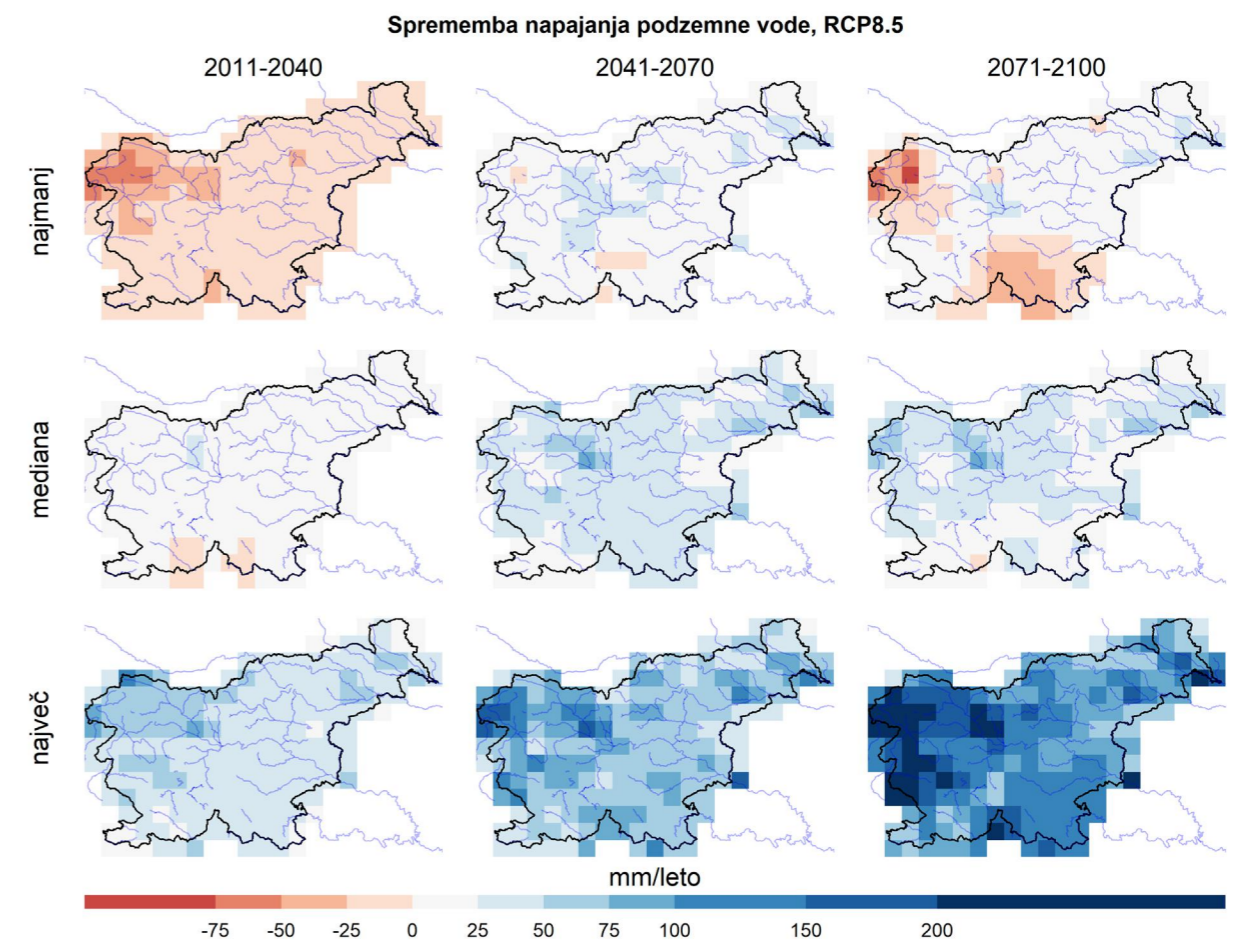 Sprememba napajanja podzemne vode, RCP8.5
2011-2040 2041-2070 2071-2100
najmanj
mediana
največ
mm/leto
-75 -50 -25 0 25 50 75 100 150 200